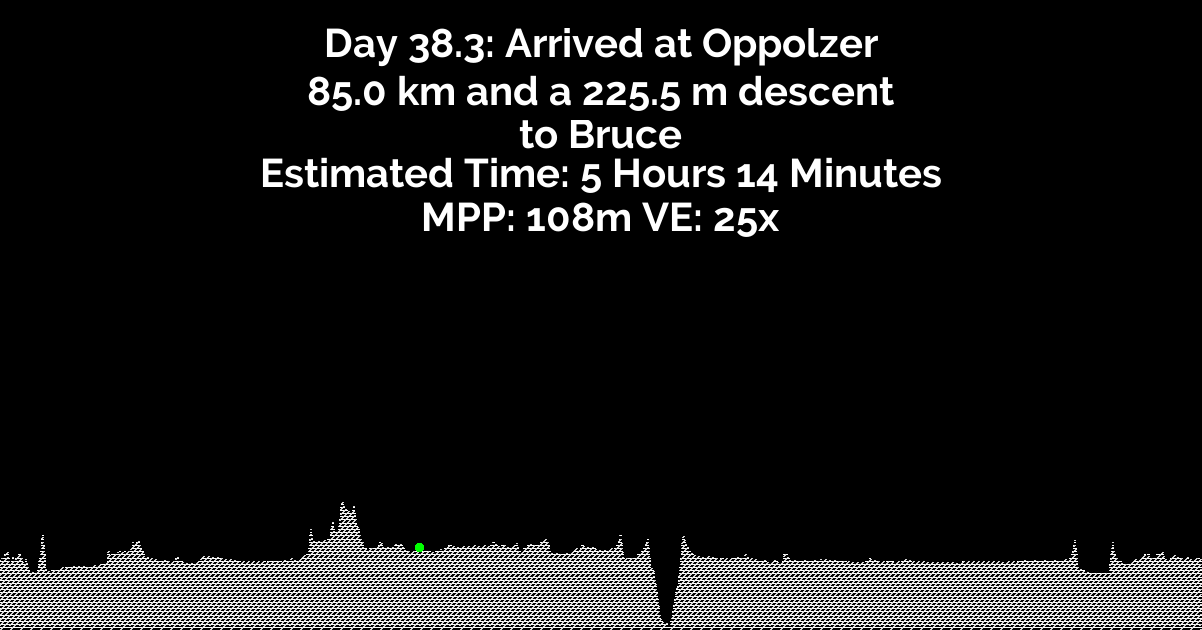 Day 38.3: Arrived at Oppolzer
85.0 km and a 225.5 m descent
to Bruce
Estimated Time: 5 Hours 14 Minutes
MPP: 108m VE: 25x